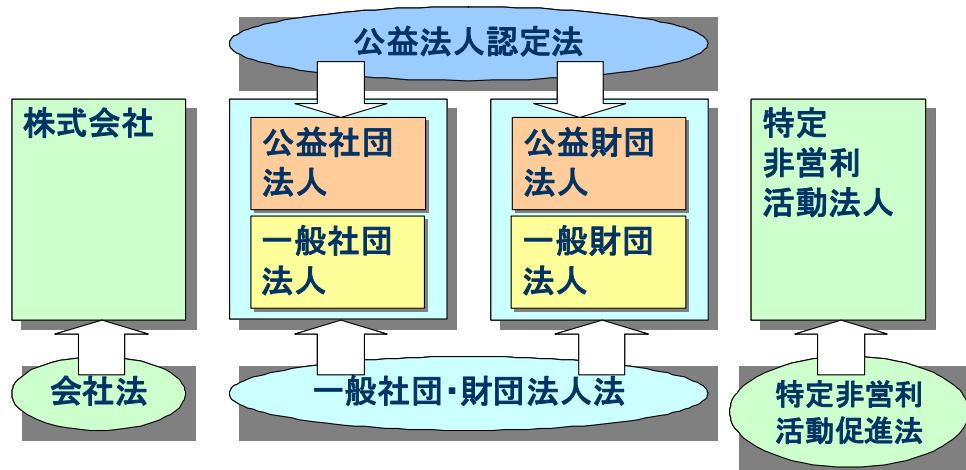 公益法人認定法
株式会社
公益社団
法人
一般社団
法人
公益財団
法人
一般財団
法人
特定
非営利
活動法人
会社法
一般社団・財団法人法
特定非営利
活動促進法